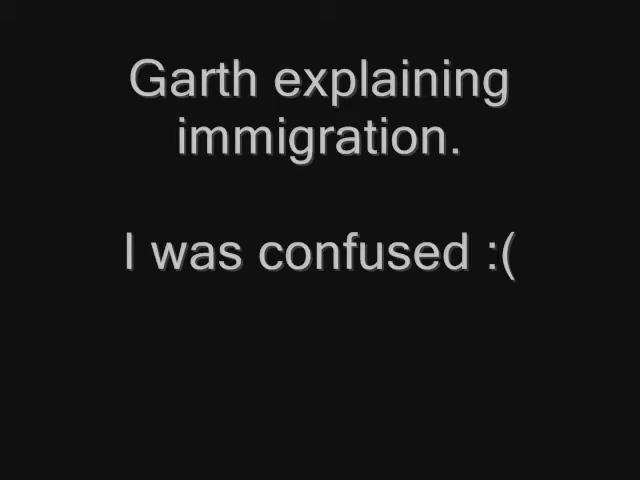 Garth explaining
immigration.
I was confused :(